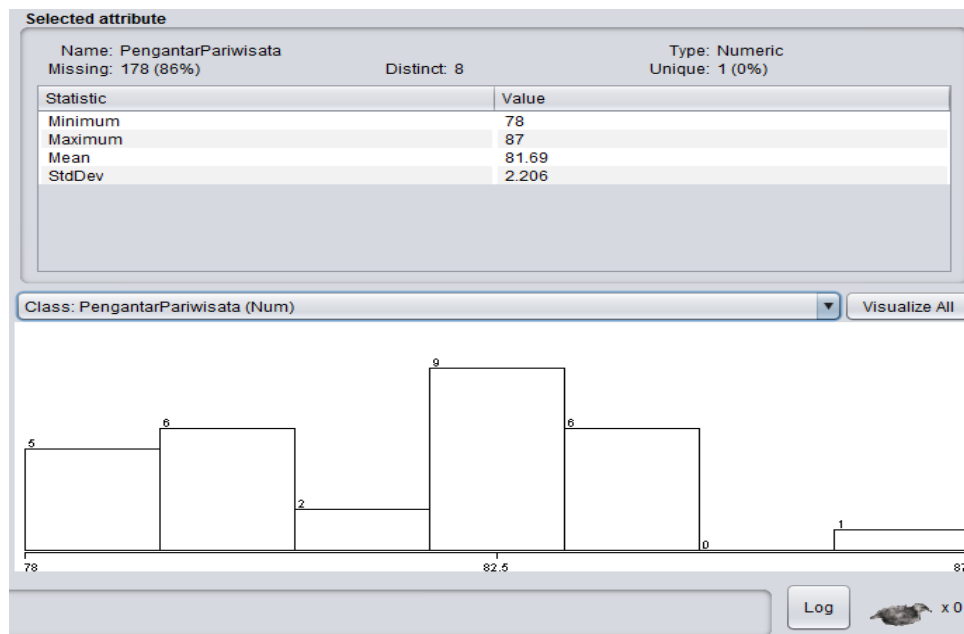 Selected attribute
Name: PengantarPariwisata Type: Numeric
Missing: 178 (86%) Distinct: 8 Unique: 1 (0%)
Statistic Value
Minimum 78
Maximum 87
Mean 81.69
StdDev 2.206
Class: PengantarPariwisata (Num) Visualize All
9
6 6
5
2
1
0
78 82.5 87
Log x 0